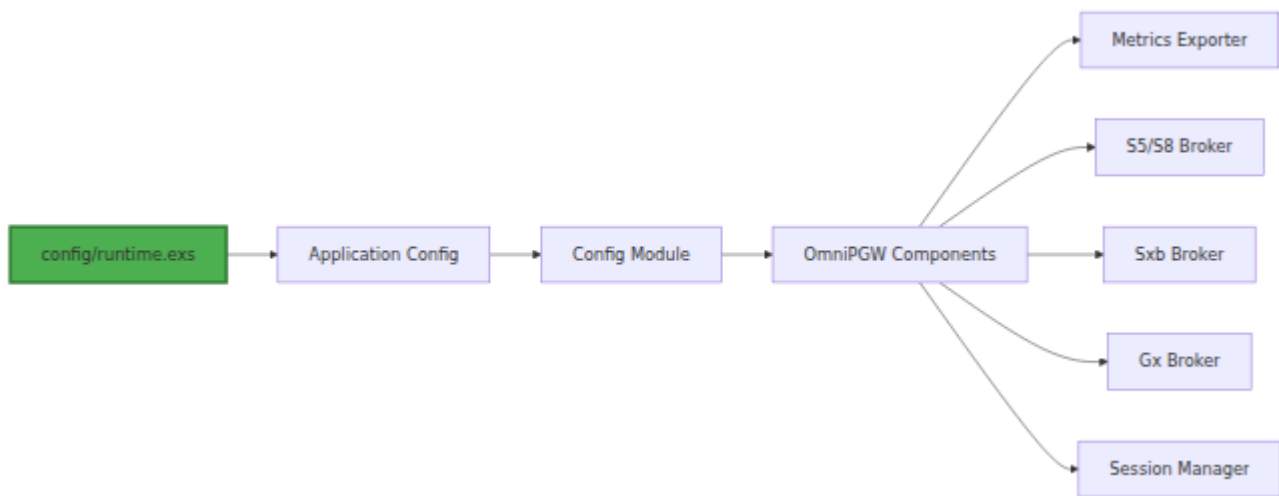 config/runtime.exs
Application Config
Config Module
OmniPGW Components
Metrics Exporter
S5/S8 Broker
Sxb Broker
Gx Broker
Session Manager